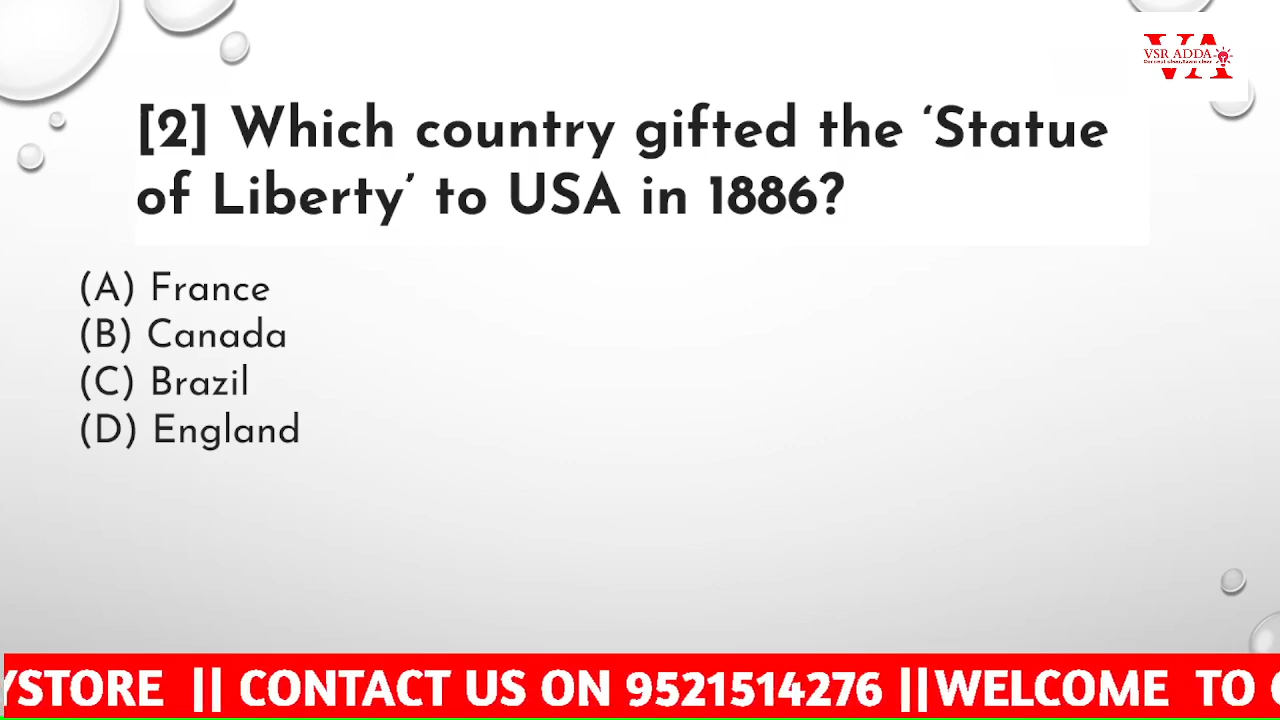 VA
VSR ADDA
[2] Which country gifted the ‘Statue
of Liberty’ to USA in 1886?
(A) France
(B) Canada
(C) Brazil
(D) England
YSTORE || CONTACT US ON 9521514276 ||WELCOME TO